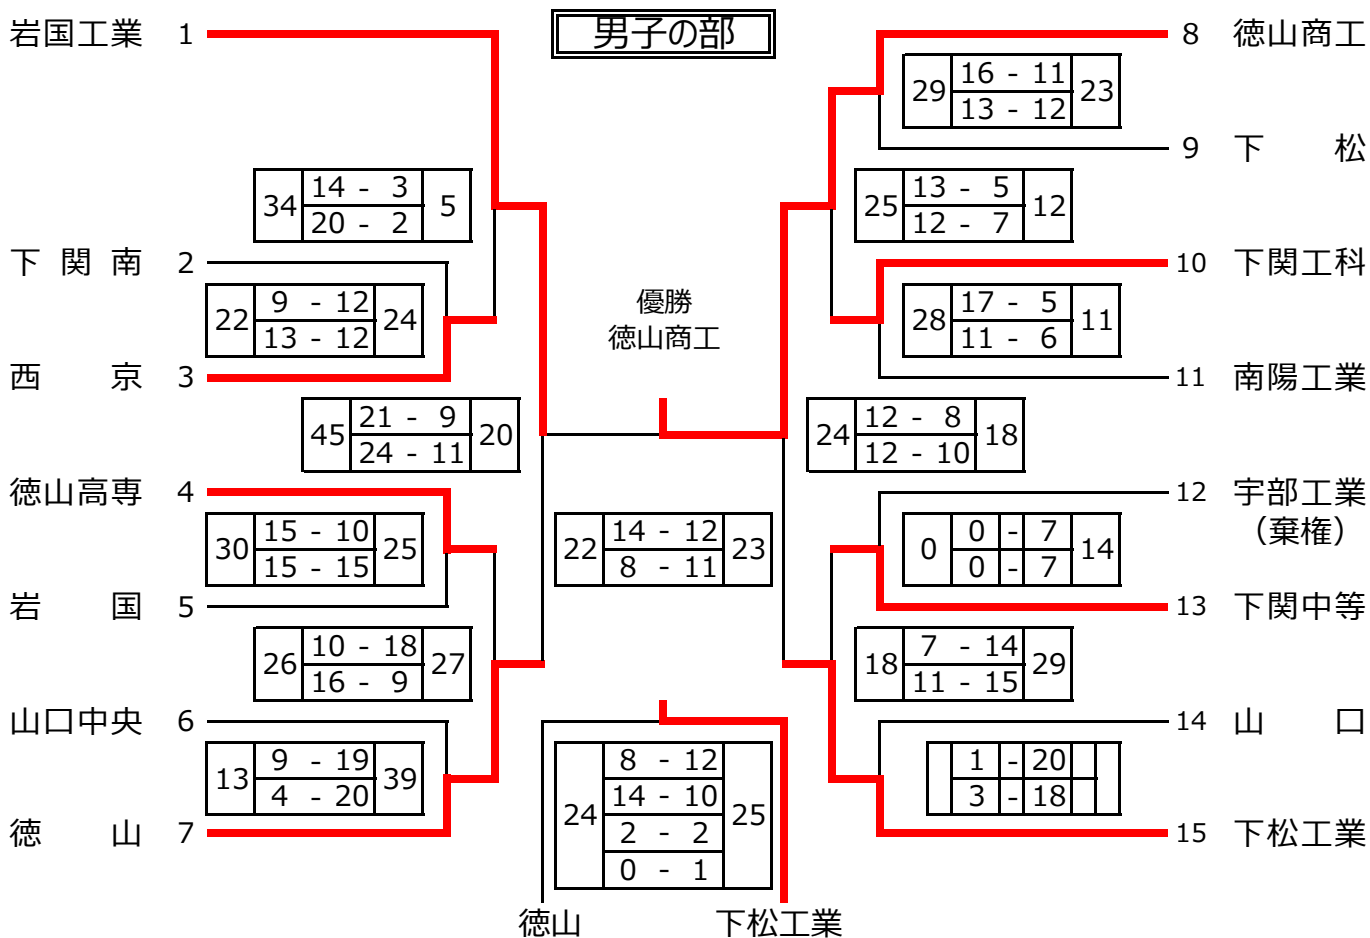 男子の部
岩国工業 1
34 14 - 3 5
20 - 2
下関南 2
22 9 - 12 24
13 - 12
西京 3
45 21 - 9 20
24 - 11
徳山高専 4
30 15 - 10 25
15 - 15
岩国 5
26 10 - 18 27
16 - 9
山口中央 6
13 9 - 19 39
4 - 20
徳山 7
優勝
徳山商工
22 14 - 12 23
8 - 11
24 8 - 12 25
14 - 10
2 - 2
0 - 1
徳山 下松工業
8 徳山商工
29 16 - 11 23
13 - 12
9 下松
25 13 - 5 12
12 - 7
10 下関工科
28 17 - 5 11
11 - 6
11 南陽工業
24 12 - 8 18
12 - 10
12 宇部工業
(棄権)
0 0 - 7 14
0 - 7
13 下関中等
18 7 - 14 29
11 - 15
14 山口
1 - 20
3 - 18
15 下松工業